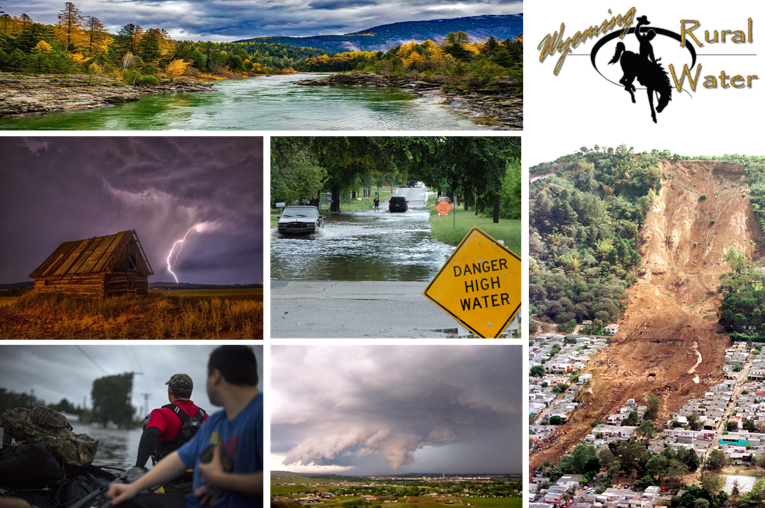 Wyoming Rural
Water
DANGER
HIGH
WATER